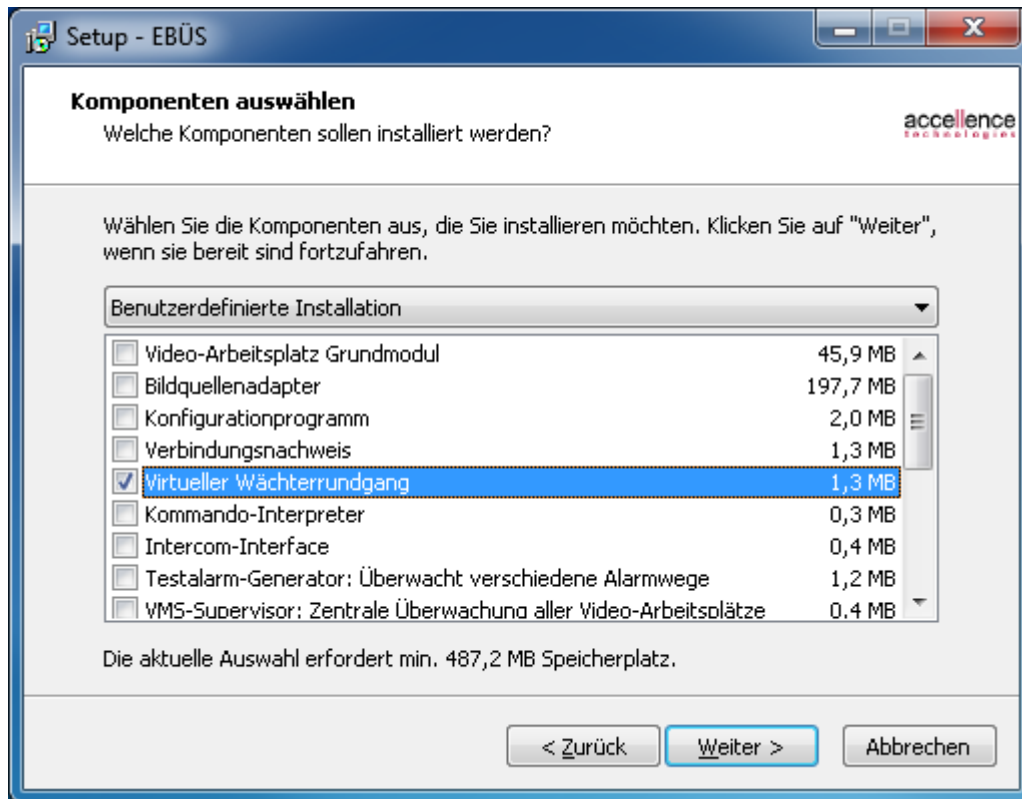 Setup - EBÜS
Komponenten auswählen
Welche Komponenten sollen installiert werden?
accellence
technologies
Wählen Sie die Komponenten aus, die Sie installieren möchten. Klicken Sie auf "Weiter",
wenn sie bereit sind fortzufahren.
Benutzerdefinierte Installation
Video-Arbeitsplatz Grundmodul 45,9 MB
Bildquellenadapter 197,7 MB
Konfigurationprogramm 2,0 MB
Verbindungsnachweis 1,3 MB
Virtueller Wächterrundgang 1,3 MB
Kommando-Interpreter 0,3 MB
Intercom-Interface 0,4 MB
Testalarm-Generator: Überwacht verschiedene Alarmwege 1,2 MB
VMS-Supervisor: Zentrale Überwachung aller Video-Arbeitsplätze 0,4 MB
Die aktuelle Auswahl erfordert min. 487,2 MB Speicherplatz.
< Zurück Weiter > Abbrechen